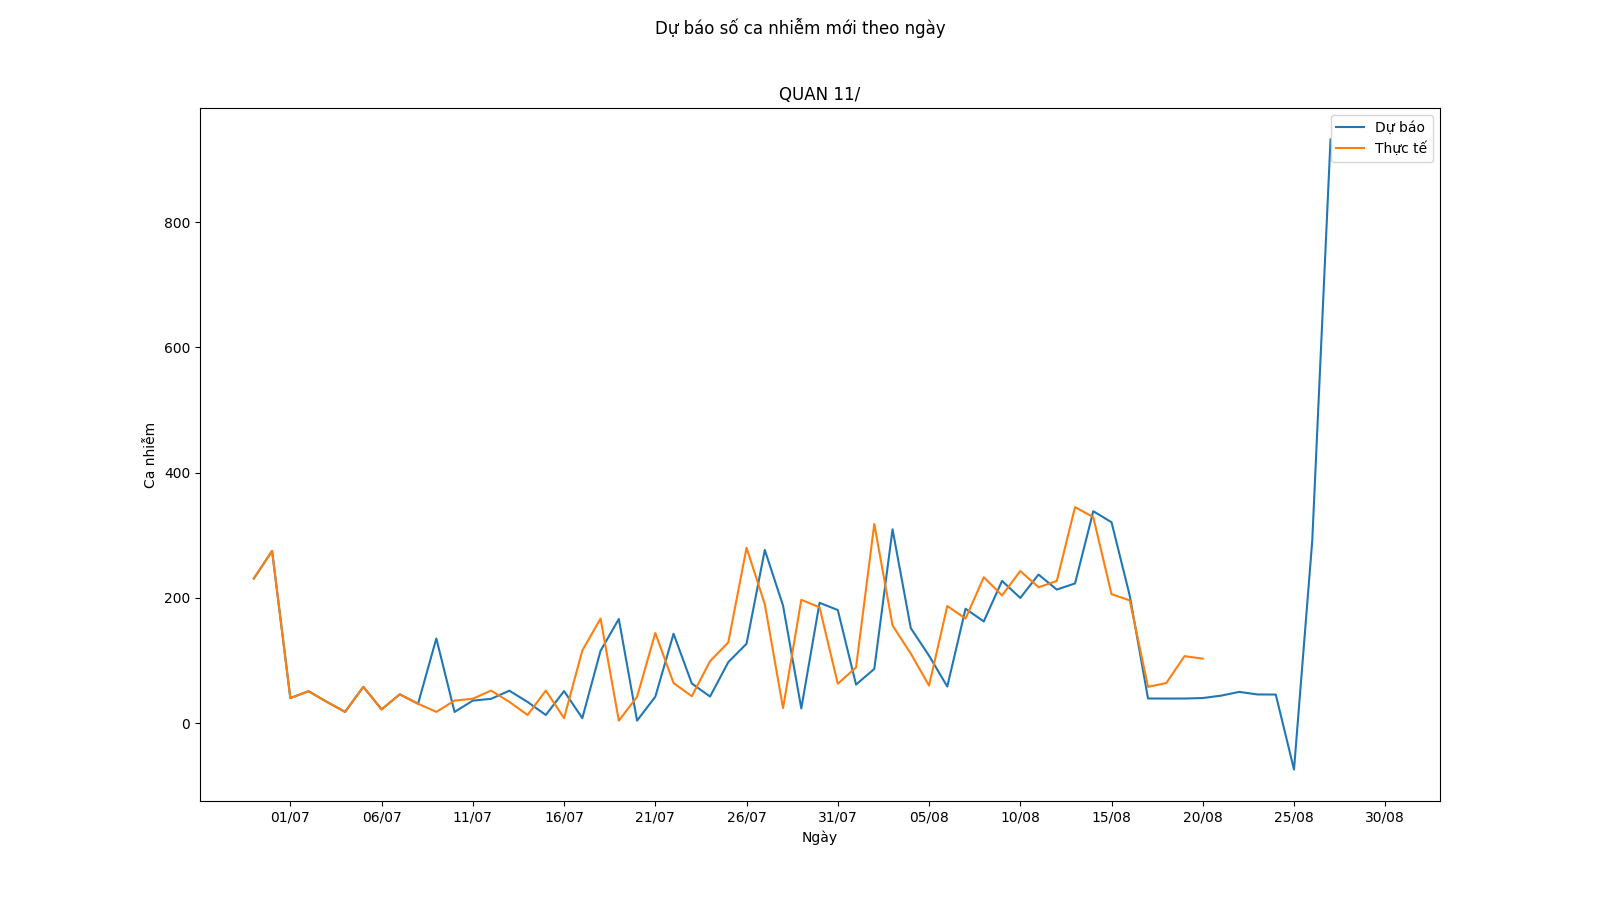 Dự báo số ca nhiễm mới theo ngày
QUAN 11/
Dự báo
Thực tế
Ca nhiễm
800
600
400
200
0
01/07 06/07 11/07 16/07 21/07 26/07 31/07 05/08 10/08 15/08 20/08 25/08 30/08
Ngày